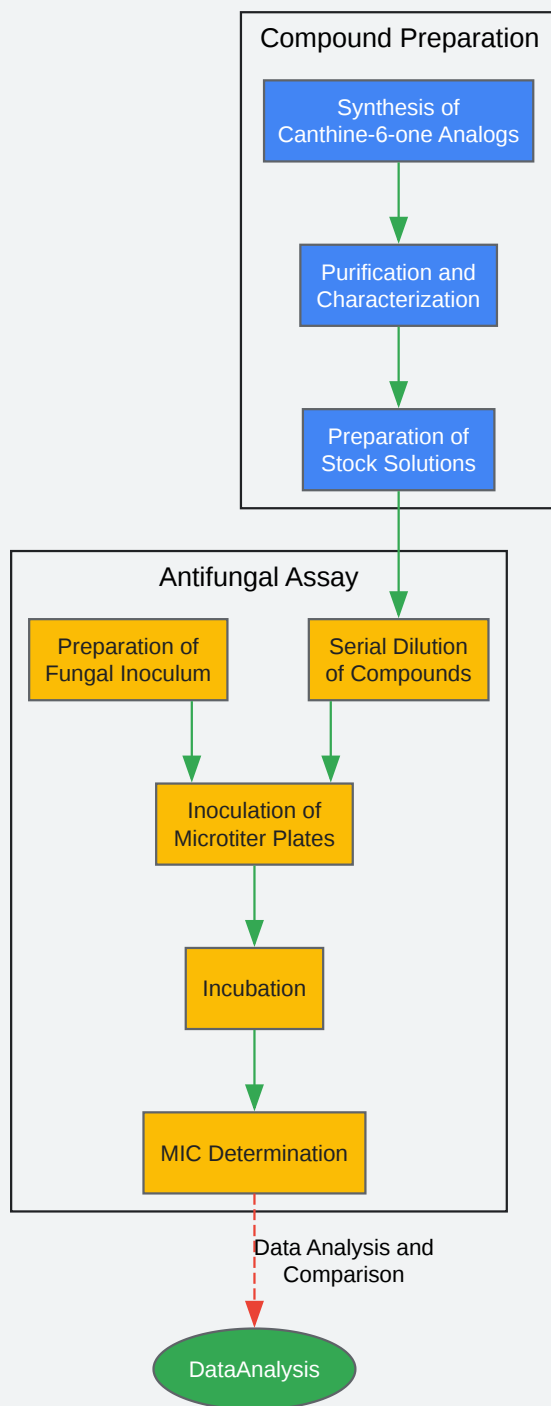 Compound Preparation
Synthesis of
Canthine-6-one Analogs
Purification and
Characterization
Preparation of
Stock Solutions
Antifungal Assay
Preparation of
Fungal Inoculum
Serial Dilution
of Compounds
Inoculation of
Microtiter Plates
Incubation
MIC Determination
Data Analysis and
Comparison
DataAnalysis